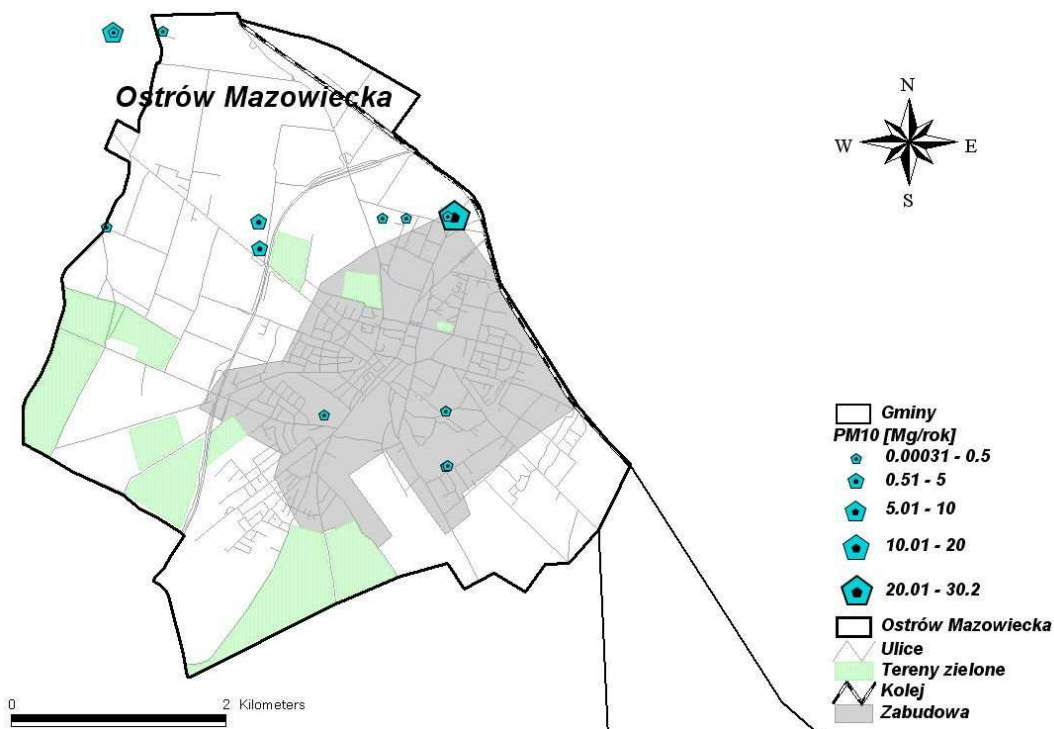 Ostrów Mazowiecka
N
W E
S
Gminy
PM10 [Mg/rok]
0.00031 - 0.5
0.51 - 5
5.01 - 10
10.01 - 20
20.01 - 30.2
Ostrów Mazowiecka
Ulice
Tereny zielone
Kolej
Zabudowa
0 2 Kilometers